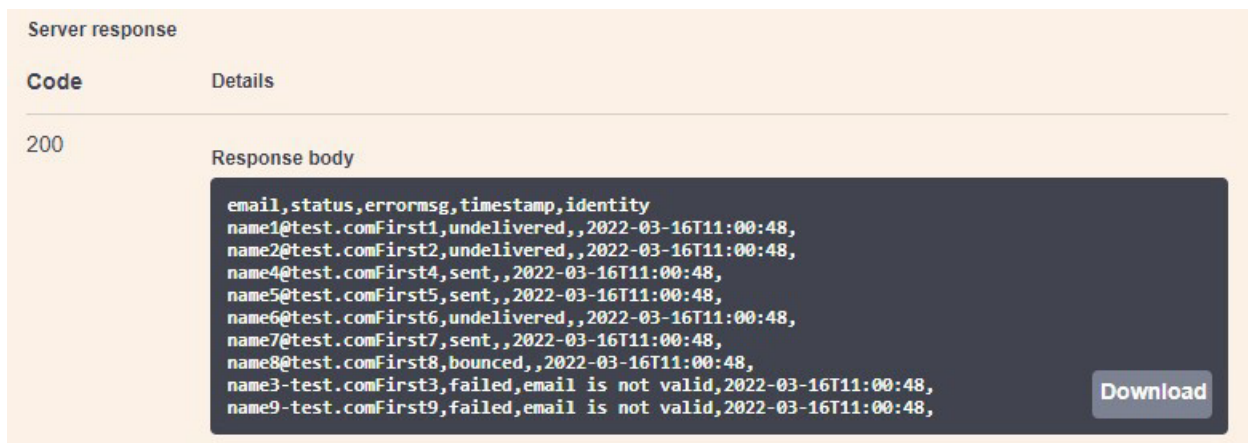 Server response
Code Details
200
Response body
email,status,errormsg,timestamp,identity
name1@test.comFirst1,undelivered,,2022-03-16T11:00:48,
name2@test.comFirst2,undelivered,,2022-03-16T11:00:48,
name4@test.comFirst4,sent,,2022-03-16T11:00:48,
name5@test.comFirst5,sent,,2022-03-16T11:00:48,
name6@test.comFirst6,undelivered,,2022-03-16T11:00:48,
name7@test.comFirst7,sent,,2022-03-16T11:00:48,
name8@test.comFirst8,bounced,,2022-03-16T11:00:48,
name3-test.comFirst3,failed,email is not valid,2022-03-16T11:00:48,
name9-test.comFirst9,failed,email is not valid,2022-03-16T11:00:48,
Download